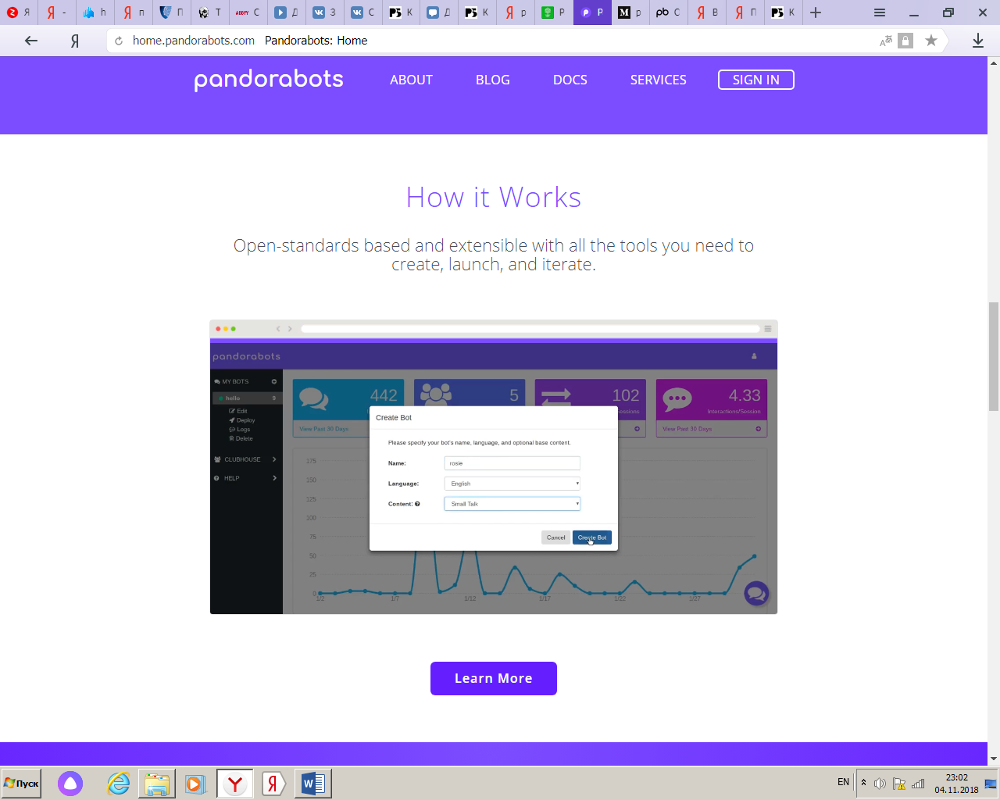 Я
-
h
п
П
Т
ABBYY С
Д
З
С
К
Д
К
р
Р
Р
р
pb О
В
П
К
home.pandorabots.com Pandorabots: Home
pandorabots
ABOUT
BLOG
DOCS
SERVICES
SIGN IN
How it Works
Open-standards based and extensible with all the tools you need to
create, launch, and iterate.
pandorabots
MY BOTS
hello 9
Edit
Deploy
Logs
Delete
CLUBHOUSE
HELP
442
5
102
4.33
Sessions
Interactions/Session
View Past 30 Days
View Past 30 Days
Create Bot
Please specify your bot's name, language, and optional base content.
Name: rosie
Language: English
Content: Small Talk
Cancel
Create Bot
175
150
125
100
75
50
25
0
1/2
1/7
1/12
1/17
1/22
1/27
Learn More
Пуск
EN
23:02
04.11.2018